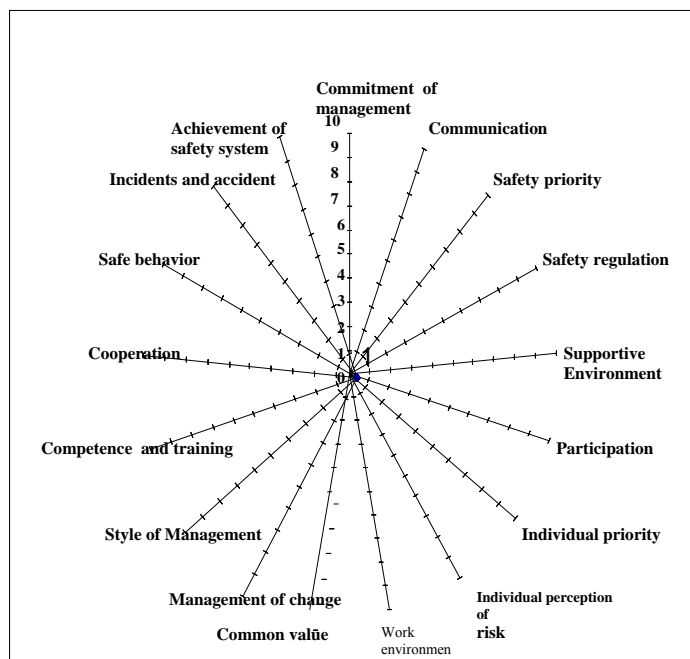 Commitment of
management
Communication
Safety priority
Safety regulation
Supportive
Environment
Participation
Individual priority
Individual perception
of
risk
Work
environmen
Common valūe
Management of change
Style of Management
Competence and training
Cooperation
Safe behavior
Incidents and accident
Achievement of
safety system
10
9
8
7
6
5
4
3
2
1
0
1